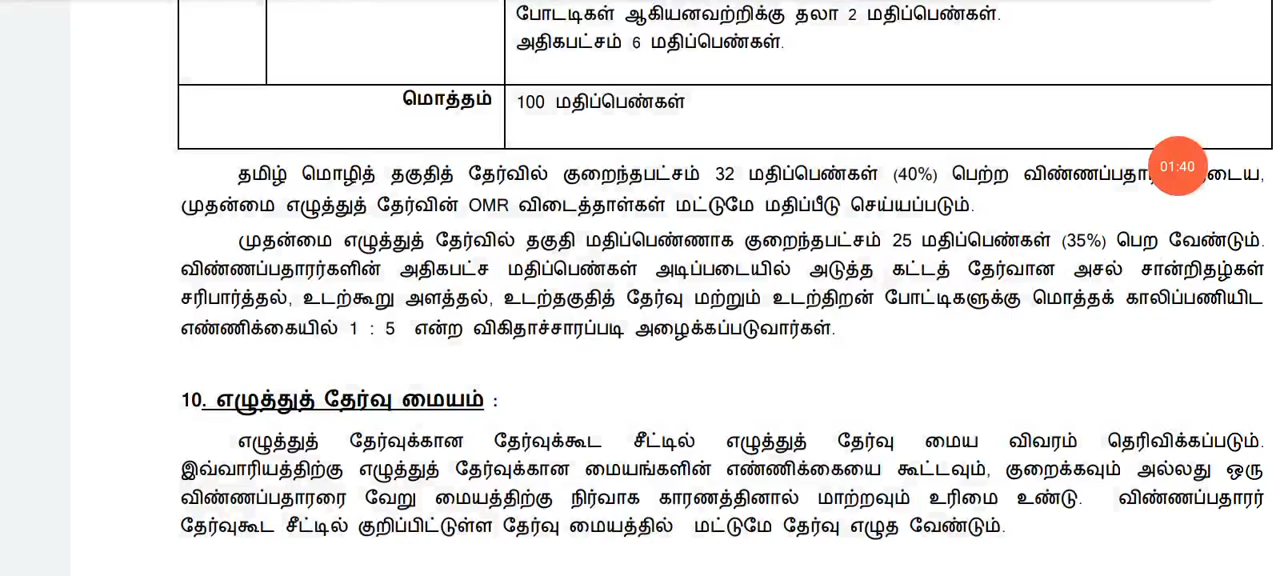 போடடிகள் ஆகியனவற்றிக்கு தலா 2 மதிப்பெண்கள்.
அதிகபட்சம் 6 மதிப்பெண்கள்.
மொத்தம் 100 மதிப்பெண்கள்
தமிழ் மொழித் தகுதித் தேர்வில் குறைந்தபட்சம் 32 மதிப்பெண்கள் (40%) பெற்ற
01:40
முதன்மை எழுத்துத் தேர்வின் OMR விடைத்தாள்கள் மட்டுமே மதிப்பீடு செய்யப்படும்.
முதன்மை எழுத்துத் தேர்வில் தகுதி மதிப்பெண்ணாக குறைந்தபட்சம் 25 மதிப்பெண்கள் (35%) பெற வேண்டும்.
விண்ணப்பதாரர்களின் அதிகபட்ச மதிப்பெண்கள் அடிப்படையில் அடுத்த கட்டத் தேர்வான அசல் சான்றிதழ்கள்
சரிபார்த்தல், உடற்கூறு அளத்தல், உடற்தகுதித் தேர்வு மற்றும் உடற்திறன் போட்டிகளுக்கு மொத்தக் காலிப்பணியிட
எண்ணிக்கையில் 1 : 5 என்ற விகிதாச்சாரப்படி அழைக்கப்படுவார்கள்.
10. எழுத்துத் தேர்வு மையம் :
எழுத்துத் தேர்வுக்கான தேர்வுக்கூட சீட்டில் எழுத்துத் தேர்வு மைய விவரம் தெரிவிக்கப்படும்.
இவ்வாரியத்திற்கு எழுத்துத் தேர்வுக்கான மையங்களின் எண்ணிக்கையை கூட்டவும், குறைக்கவும் அல்லது ஒரு
விண்ணப்பதாரரை வேறு மையத்திற்கு நிர்வாக காரணத்தினால் மாற்றவும் உரிமை உண்டு. விண்ணப்பதாரர்
தேர்வுகூட சீட்டில் குறிப்பிட்டுள்ள தேர்வு மையத்தில் மட்டுமே தேர்வு எழுத வேண்டும்.